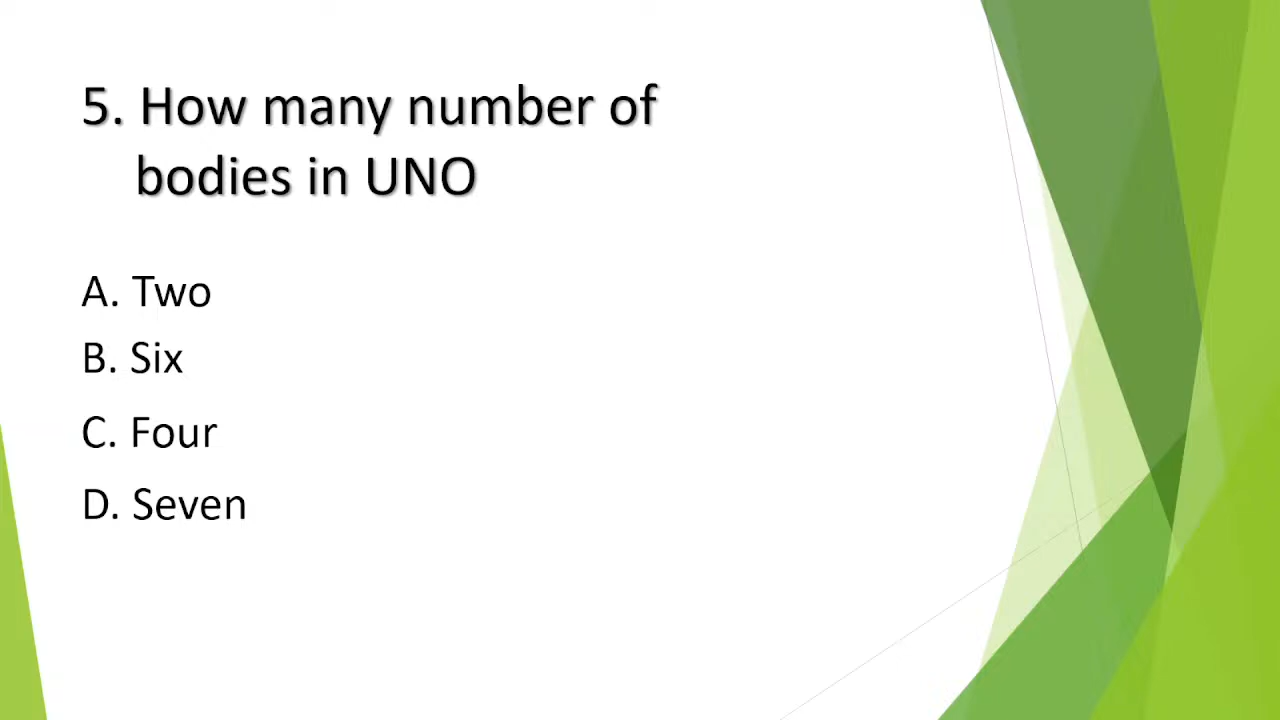 5. How many number of
bodies in UNO
A. Two
B. Six
C. Four
D. Seven